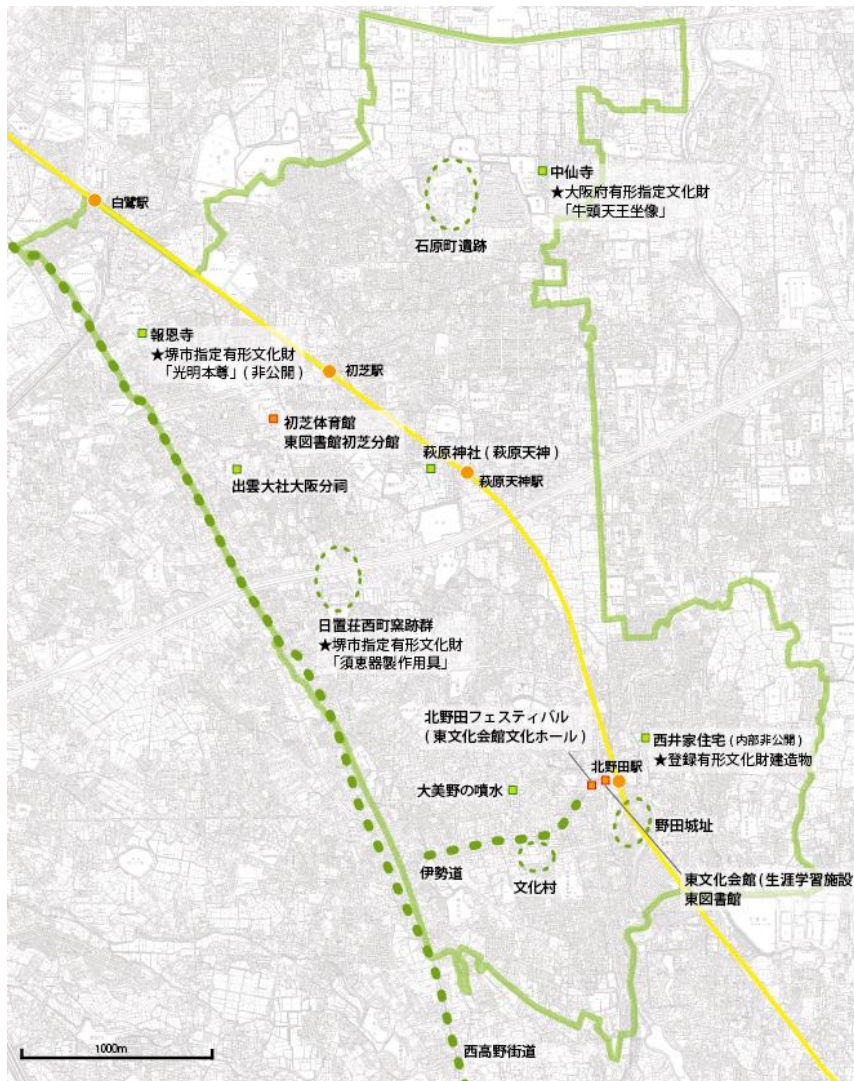 中仙寺
★大阪府有形指定文化財
「牛頭天王坐像」
白鷺駅
石原町遺跡
報恩寺
★堺市指定有形文化財
「光明本尊」(非公開)
初芝駅
初芝体育館
東図書館初芝分館
萩原神社(萩原天神)
出雲大社大阪分祠
萩原天神駅
日置荘西町窯跡群
★堺市指定有形文化財
「須恵器製作用具」
北野田フェスティバル
(東文化会館文化ホール)
西井家住宅(内部非公開)
★登録有形文化財建造物
北野田駅
大美野の噴水
野田城址
伊勢道
文化村
東文化会館(生涯学習施設
東図書館
西高野街道
1000m